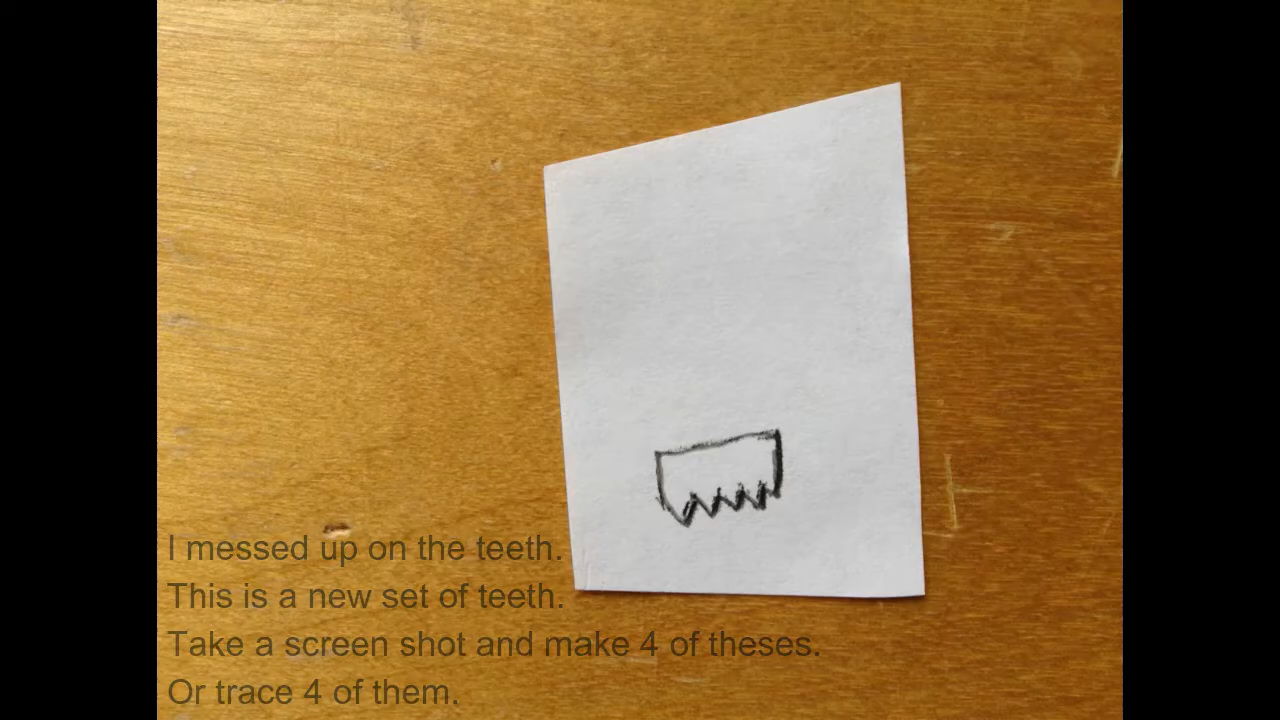 I messed up on the teeth.
This is a new set of teeth.
Take a screen shot and make 4 of theses.
Or trace 4 of them.